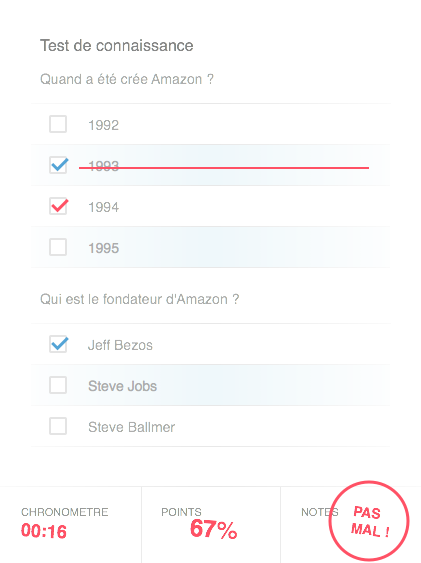 Test de connaissance
Quand a été crée Amazon ?
1992
1993
1994
1995
Qui est le fondateur d'Amazon ?
Jeff Bezos
Steve Jobs
Steve Ballmer
CHRONOMETRE
00:16
POINTS
67%
NOTES
PAS
MAL !